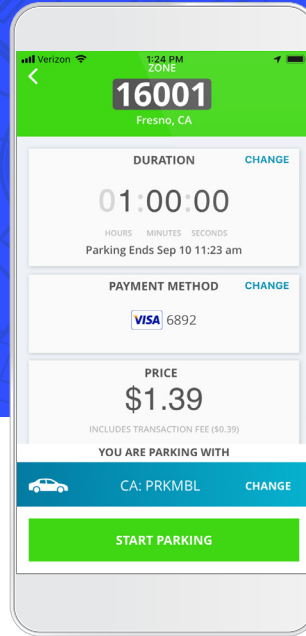 Verizon 1:24 PM
ZONE
16001
Fresno, CA
DURATION CHANGE
01:00:00
HOURS MINUTES SECONDS
Parking Ends Sep 10 11:23 am
PAYMENT METHOD CHANGE
VISA 6892
PRICE
$1.39
INCLUDES TRANSACTION FEE ($0.39)
YOU ARE PARKING WITH
CA: PRKMBL CHANGE
START PARKING